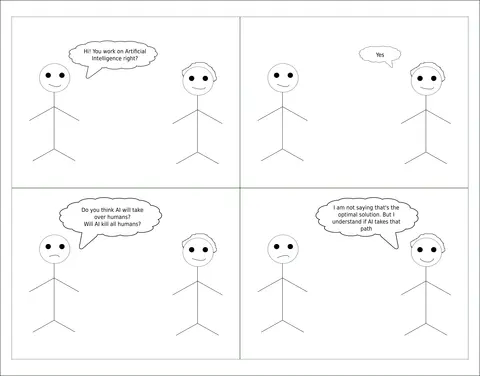 Hi! You work on Artificial
Intelligence right?
Yes
Do you think AI will take
over humans?
Will AI kill all humans?
I am not saying that's the
optimal solution. But I
understand if AI takes that
path